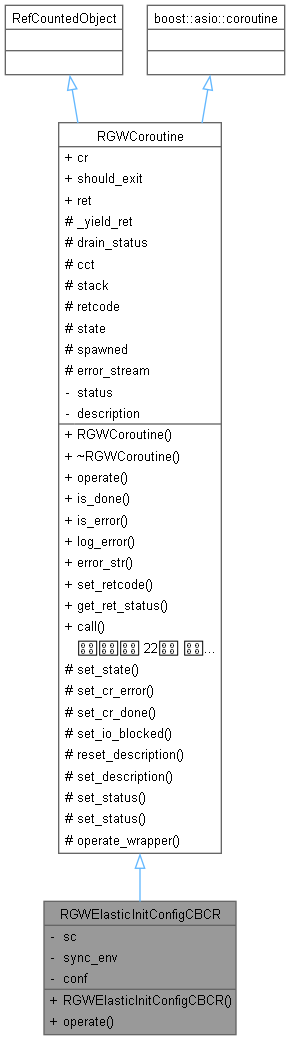 RefCountedObject
boost::asio::coroutine
RGWCoroutine
+ cr
+ should_exit
+ ret
# _yield_ret
# drain_status
# cct
# stack
# retcode
# state
# spawned
# error_stream
- status
- description
+ RGWCoroutine()
+ ~RGWCoroutine()
+ operate()
+ is_done()
+ is_error()
+ log_error()
+ error_str()
+ set_retcode()
+ get_ret_status()
+ call()
22 ...
# set_state()
# set_cr_error()
# set_cr_done()
# set_io_blocked()
# reset_description()
# set_description()
# set_status()
# set_status()
# operate_wrapper()
RGWElasticInitConfigCBCR
- sc
- sync_env
- conf
+ RGWElasticInitConfigCBCR()
+ operate()